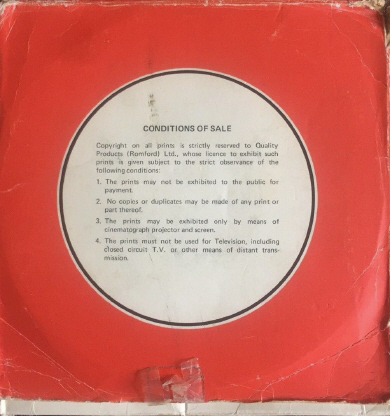 CONDITIONS OF SALE
Copyright on all prints is strictly reserved to Quality
Products (Romford) Ltd., whose licence to exhibit such
prints is given subject to the strict observance of the
following conditions:
1. The prints may not be exhibited to the public for
payment.
2. No copies or duplicates may be made of any print or
part thereof.
3. The prints may be exhibited only by means of
cinematograph projector and screen.
4. The prints must not be used for Television, including
closed circuit T.V. or other means of distant trans-
mission.